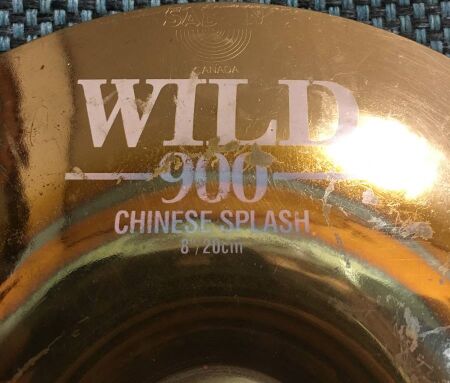 SABIAN
CANADA
WILD
900
CHINESE SPLASH
8"/20cm